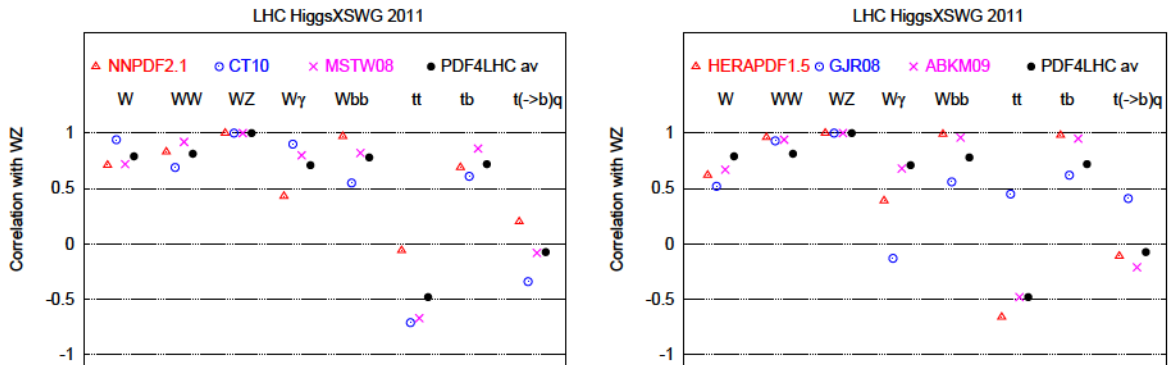 LHC HiggsXSWG 2011
NNPDF2.1 CT10 MSTW08 PDF4LHC av
W WW WZ Wγ Wbb tt tb t(->b)q
1
0.5
0
-0.5
-1
Correlation with WZ
LHC HiggsXSWG 2011
HERAPDF1.5 GJR08 ABKM09 PDF4LHC av
W WW WZ Wγ Wbb tt tb t(->b)q
1
0.5
0
-0.5
-1
Correlation with WZ